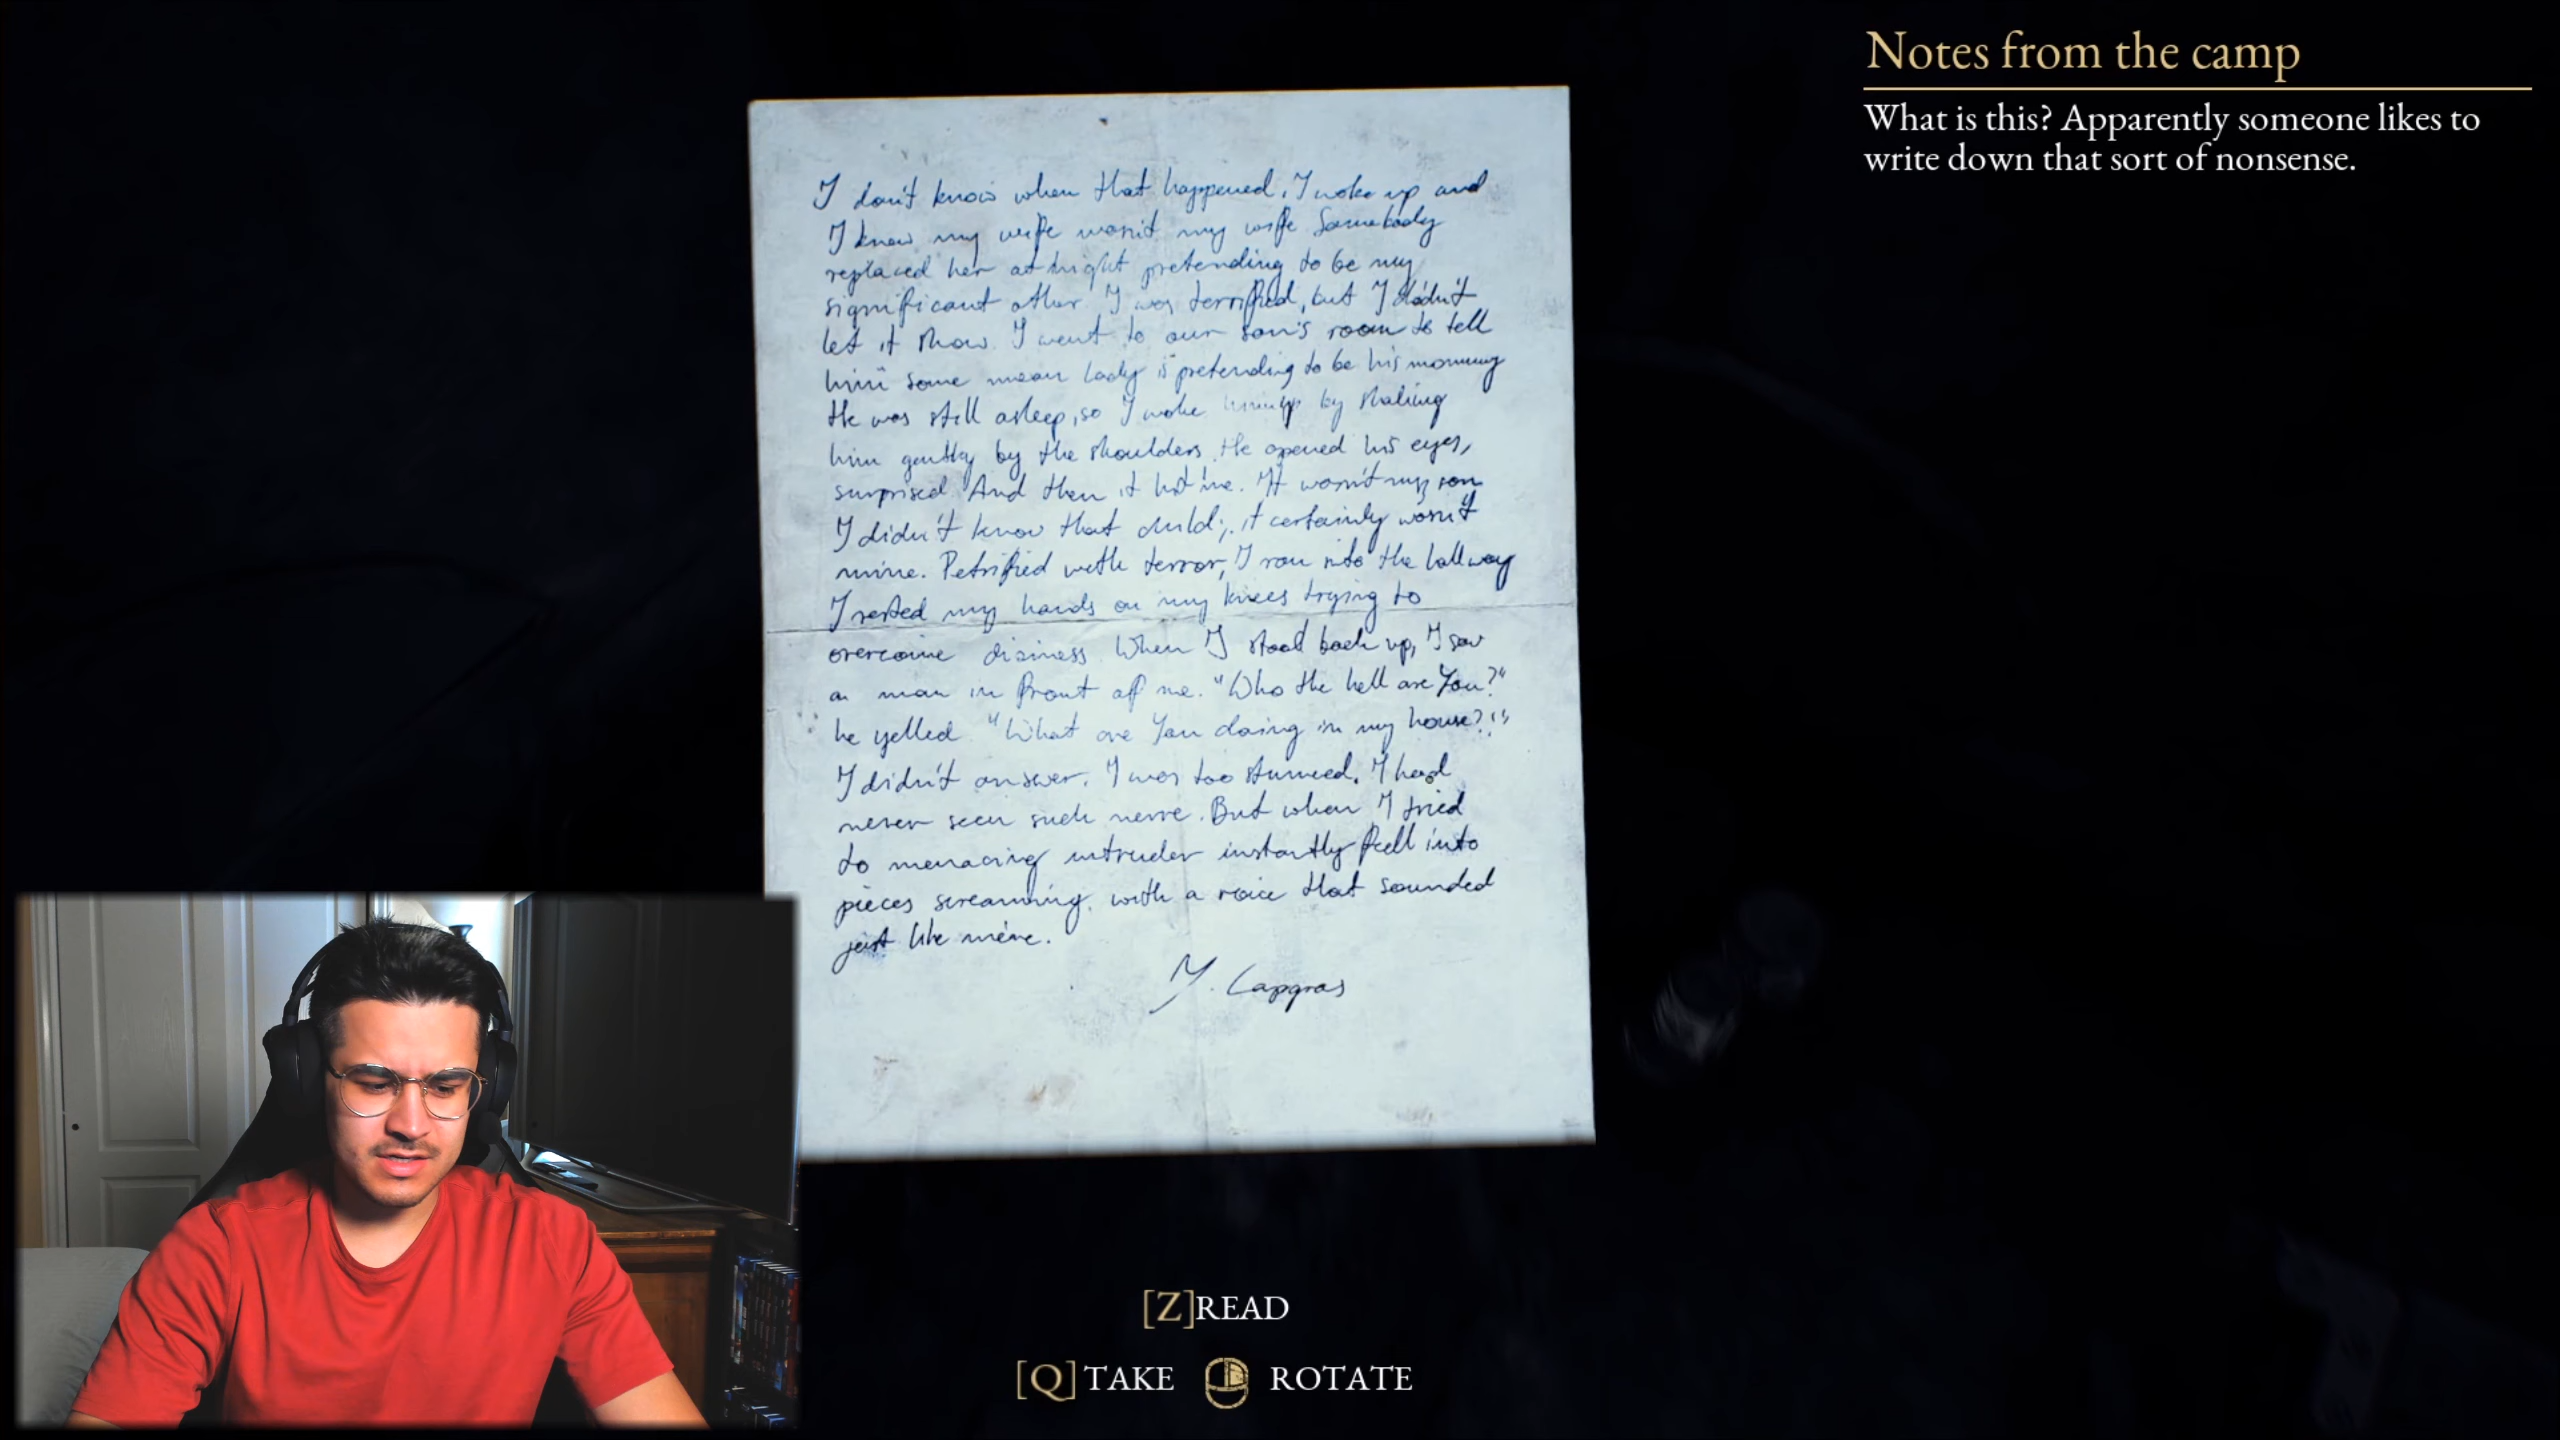 Notes from the camp
What is this? Apparently someone likes to
write down that sort of nonsense.
I don't know when that happened. I woke up and
I knew my wife wasn't my wife Somebody
replaced her at night pretending to be my
significant other. I was terrified, but I didn't
let it show. I went to our son's room to tell
him some mean lady is pretending to be his mommy
He was still asleep, so I woke him up by shaking
him gently by the shoulders. He opened his eyes,
surprised. And then it hit me. It wasn't my son
I didn't know that child; it certainly wasn't
mine. Petrified with terror, I ran into the hallway
I rested my hands on my knees trying to
overcome diziness. When I stood back up, I saw
a man in front of me. "Who the hell are You?"
he yelled. "What are You doing in my house?!"
I didn't answer. I was too stunned. I had
never seen such nerve. But when I tried
to menacing intruder instantly fell into
pieces screaming, with a voice that sounded
just like mine.
Capgras
[Z]READ
[Q]TAKE ROTATE